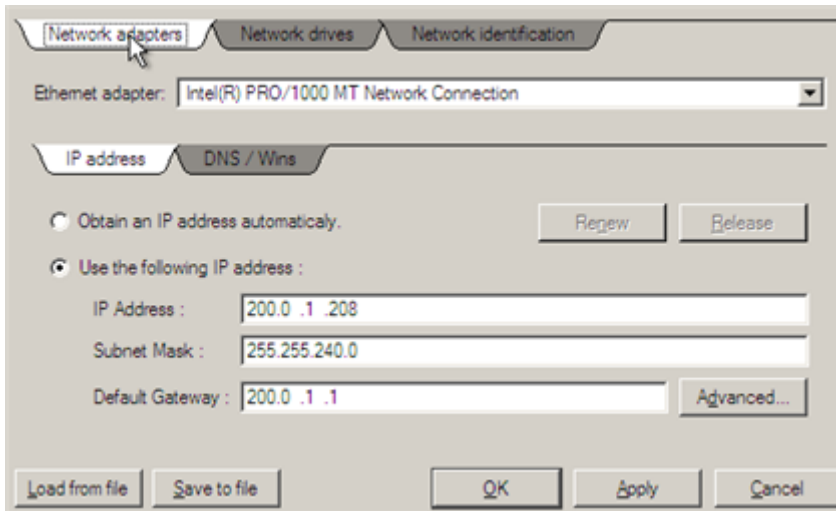 Network adapters Network drives Network identification
Ethernet adapter: Intel(R) PRO/1000 MT Network Connection
IP address DNS / Wins
Obtain an IP address automaticaly. Renew Release
Use the following IP address :
IP Address : 200.0 .1 .208
Subnet Mask : 255.255.240.0
Default Gateway : 200.0 .1 .1 Advanced...
Load from file Save to file OK Apply Cancel